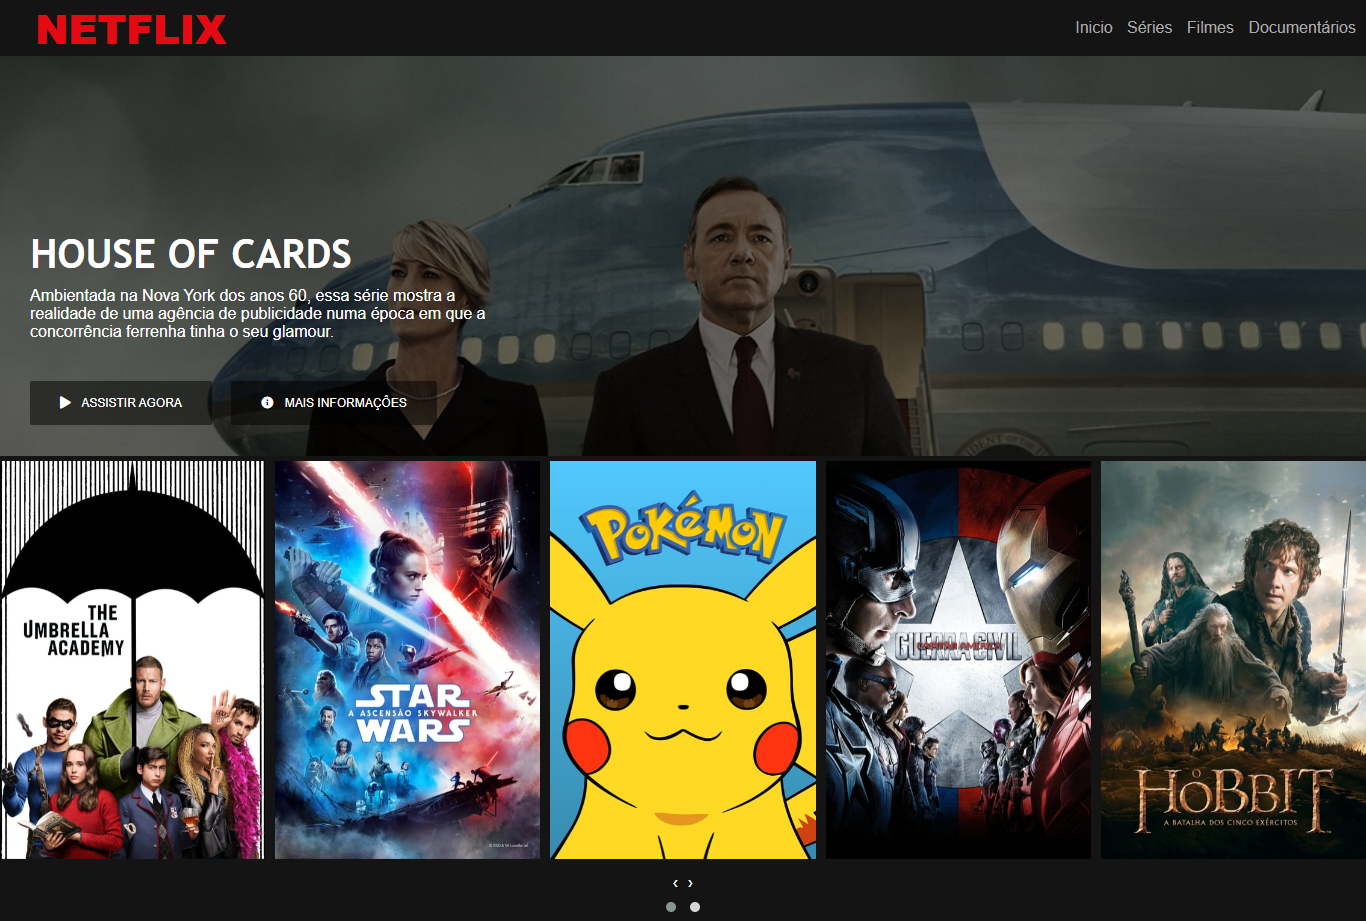 NETFLIX
Inicio Séries Filmes Documentários
HOUSE OF CARDS
Ambientada na Nova York dos anos 60, essa série mostra a
realidade de uma agência de publicidade numa época em que a
concorrência ferrenha tinha o seu glamour.
ASSISTIR AGORA
MAIS INFORMAÇÔES
THE
UMBRELLA
ACADEMY
STAR
A ASCENSÃO SKYWALKER
WARS
POKÉMON
GUERRA CIVIL
CAPITÃO AMÉRICA
HOBBIT
A BATALHA DOS CINCO EXÉRCITOS
‹ ›